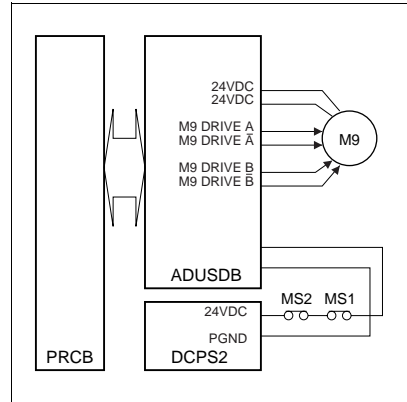 24VDC
24VDC
M9 DRIVE A
M9 DRIVE A̅
M9 DRIVE B
M9 DRIVE B̅
M9
ADUSDB
MS2 MS1
24VDC
PGND
PRCB
DCPS2